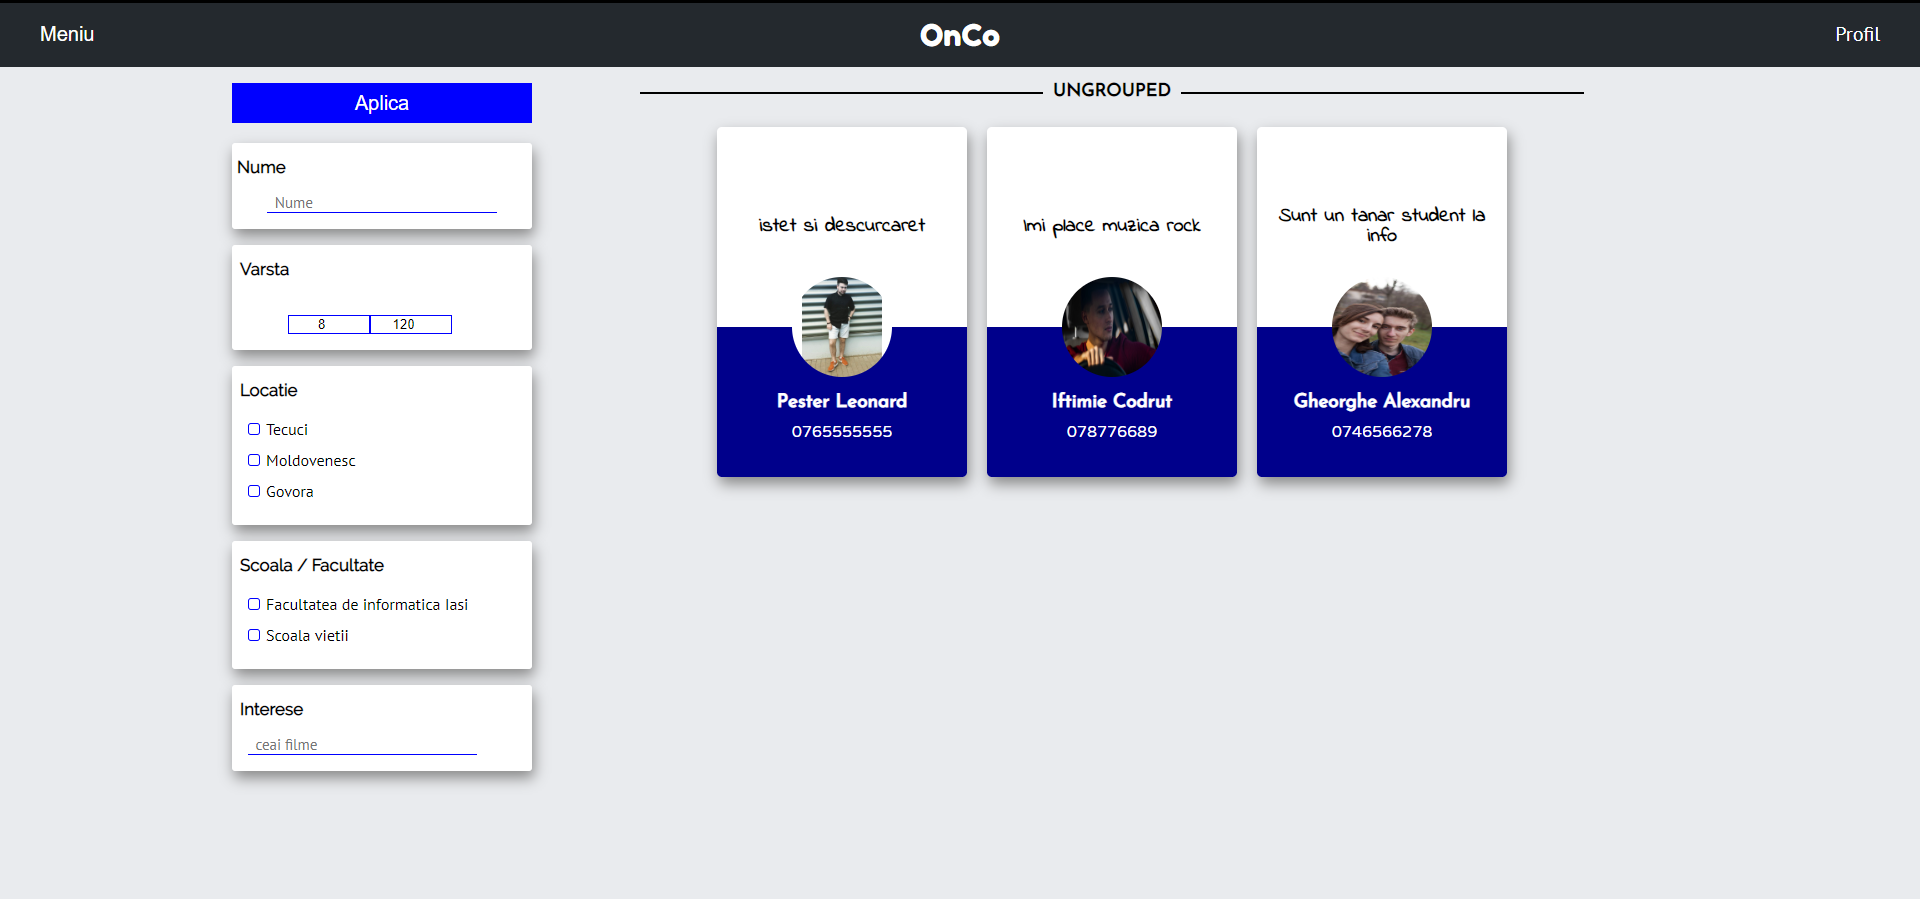 Meniu
OnCo
Profil
Aplica
Nume
Nume
Varsta
8
120
Locatie
Tecuci
Moldovenesc
Govora
Scoala / Facultate
Facultatea de informatica Iasi
Scoala vietii
Interese
ceai filme
UNGROUPED
istet si descurcaret
Pester Leonard
0765555555
Imi place muzica rock
Iftimie Codrut
078776689
Sunt un tanar student la
info
Gheorghe Alexandru
0746566278